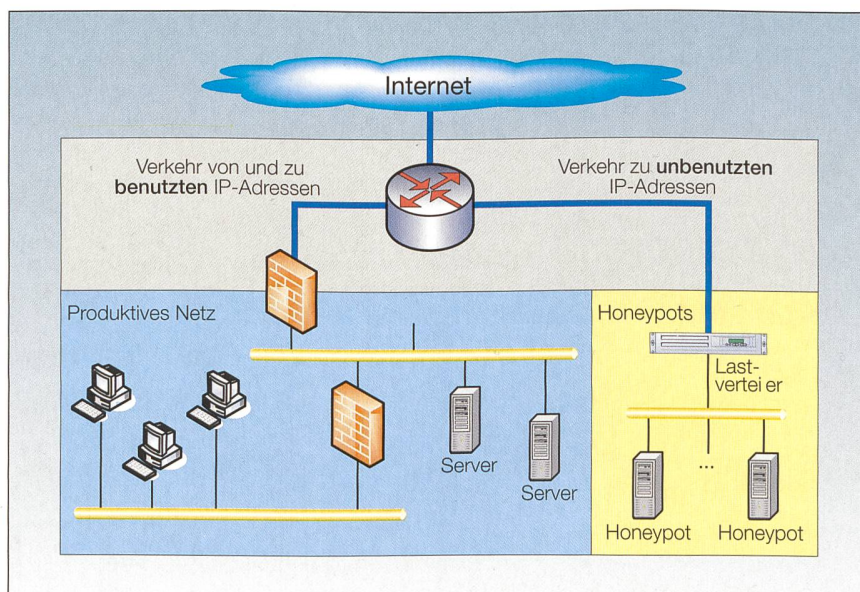 Internet
Verkehr von und zu
benutzten IP-Adressen
Verkehr zu unbenutzten
IP-Adressen
Produktives Netz
Honeypots
Last-
vertei er
Server
Server
...
Honeypot
Honeypot